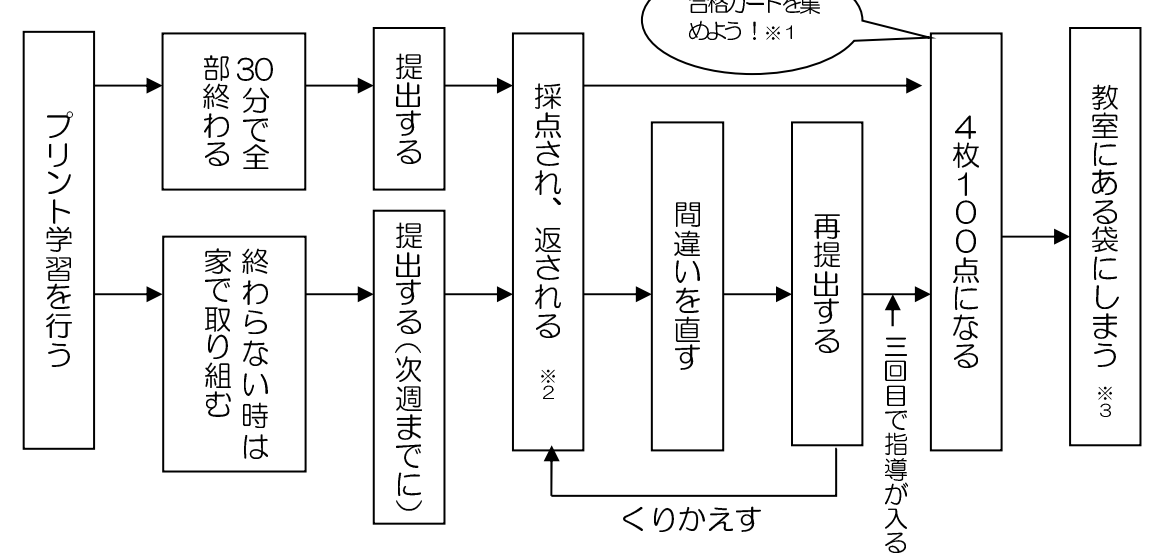 合格カードを集
めよう！※１
プリント学習を行う
30分で全
部終わる
終わらない時は
家で取り組む
提出する
提出する（次週までに）
採点され、返される　※２
間違いを直す
再提出する
くりかえす
三回目で指導が入る
４枚１００点になる
教室にある袋にしまう　※３